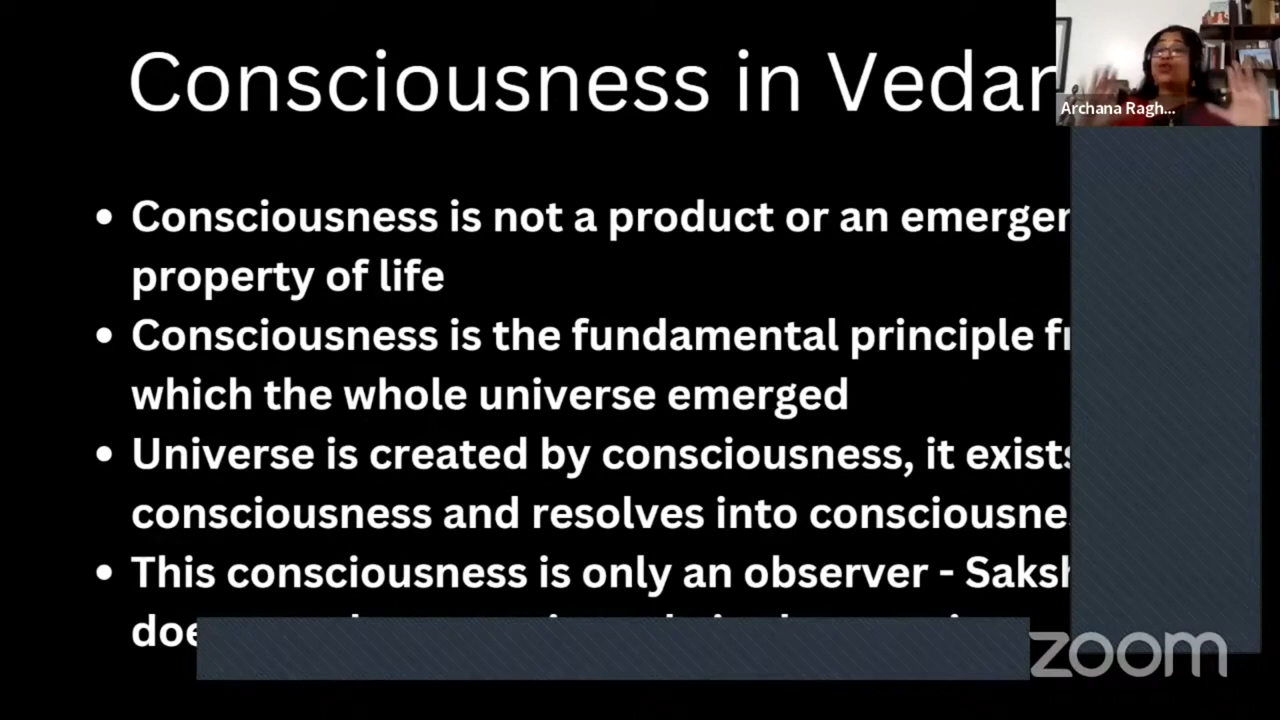 Consciousness in Vedan
Archana Ragh...
Consciousness is not a product or an emergen
property of life
Consciousness is the fundamental principle fr
which the whole universe emerged
Universe is created by consciousness, it exists
consciousness and resolves into consciousne
This consciousness is only an observer - Saksh
doe
zoom